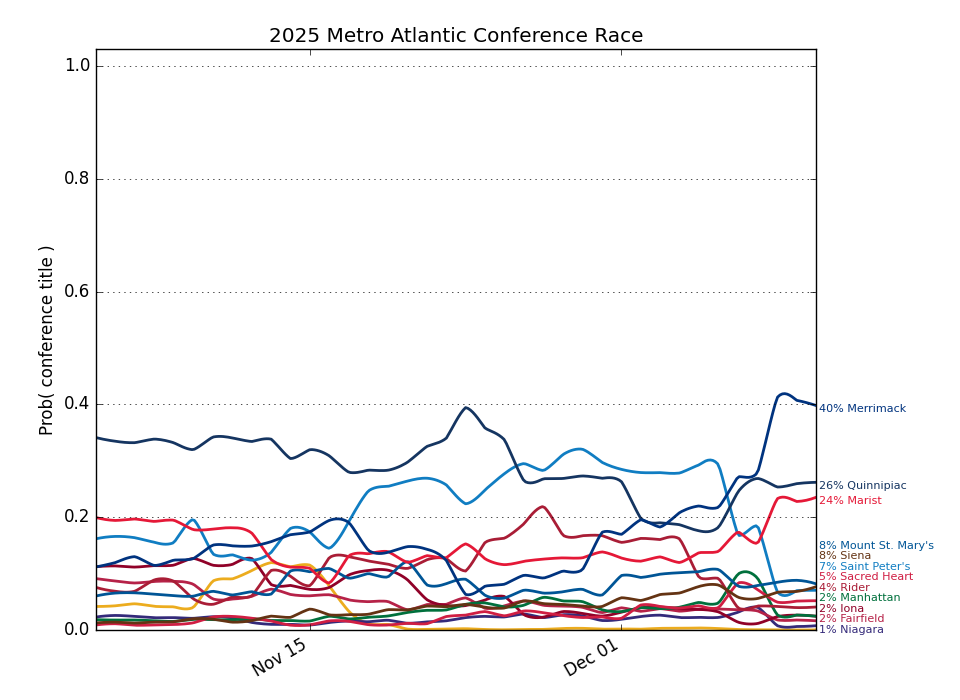 2025 Metro Atlantic Conference Race
Prob( conference title )
1.0
0.8
0.6
0.4
0.2
0.0
Nov 15
Dec 01
40% Merrimack
26% Quinnipiac
24% Marist
8% Mount St. Mary's
8% Siena
7% Saint Peter's
5% Sacred Heart
4% Rider
2% Manhattan
2% Iona
2% Fairfield
1% Niagara